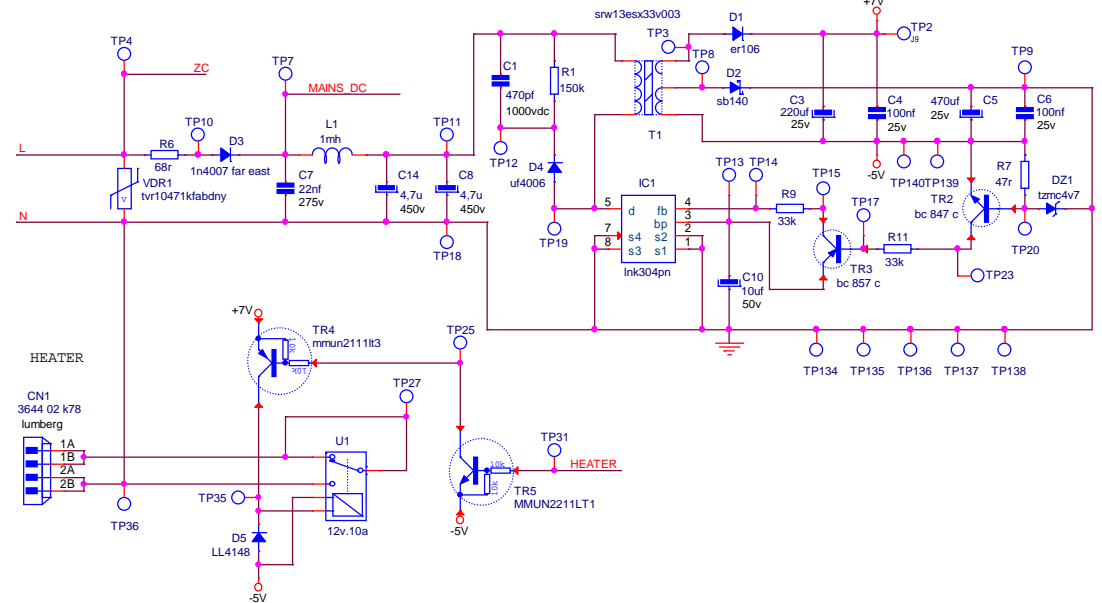 srw13esx33v003
D1
+7V
TP4
TP3
er106
TP2
J9
ZC
TP7
TP8
D2
TP9
C1
470pf
1000vdc
R1
150k
sb140
MAINS_DC
C3
220uf
25v
C4
100nf
25v
470uf
C5
25v
C6
100nf
25v
TP10
L1
1mh
TP11
T1
L
R6
68r
D3
1n4007 far east
TP12
D4
uf4006
TP13
TP14
-5V
TP140
TP139
R7
47r
DZ1
tzmc4v7
VDR1
tvr10471kfabdny
V
C7
22nf
275v
C14
4,7u
450v
C8
4,7u
450v
IC1
TP15
TR2
bc 847 c
5
d
fb
4
R9
33k
TP17
bp
3
7
s4
s2
2
8
s3
s1
1
lnk304pn
N
TP18
TP19
R11
33k
TP20
TR3
bc 857 c
TP23
C10
10uf
50v
+7V
TR4
mmun2111lt3
10k
10k
TP25
HEATER
TP134
TP135
TP136
TP137
TP138
TP27
CN1
3644 02 k78
lumberg
1A
1B
2A
2B
U1
TP31
HEATER
10k
10k
TR5
MMUN2211LT1
TP35
TP36
12v.10a
-5V
D5
LL4148
-5V